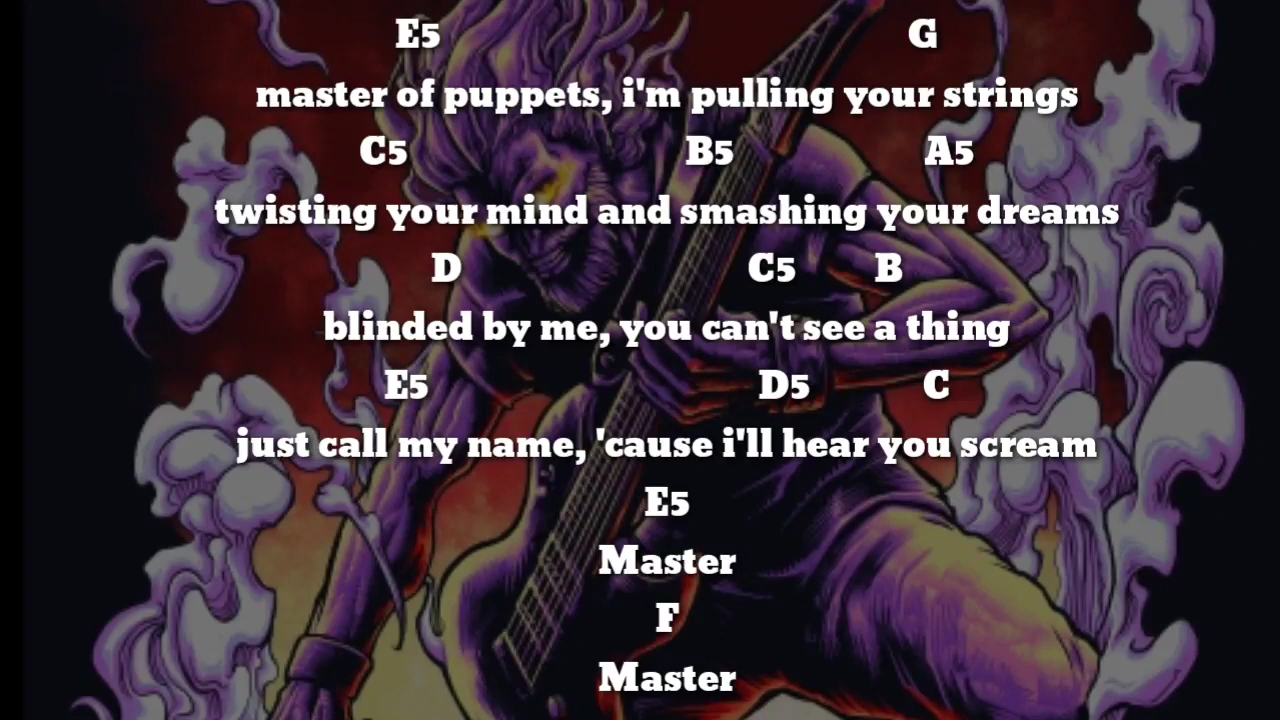 E5 G
master of puppets, i'm pulling your strings
C5 B5 A5
twisting your mind and smashing your dreams
D C5 B
blinded by me, you can't see a thing
E5 D5 C
just call my name, 'cause i'll hear you scream
E5
Master
F
Master